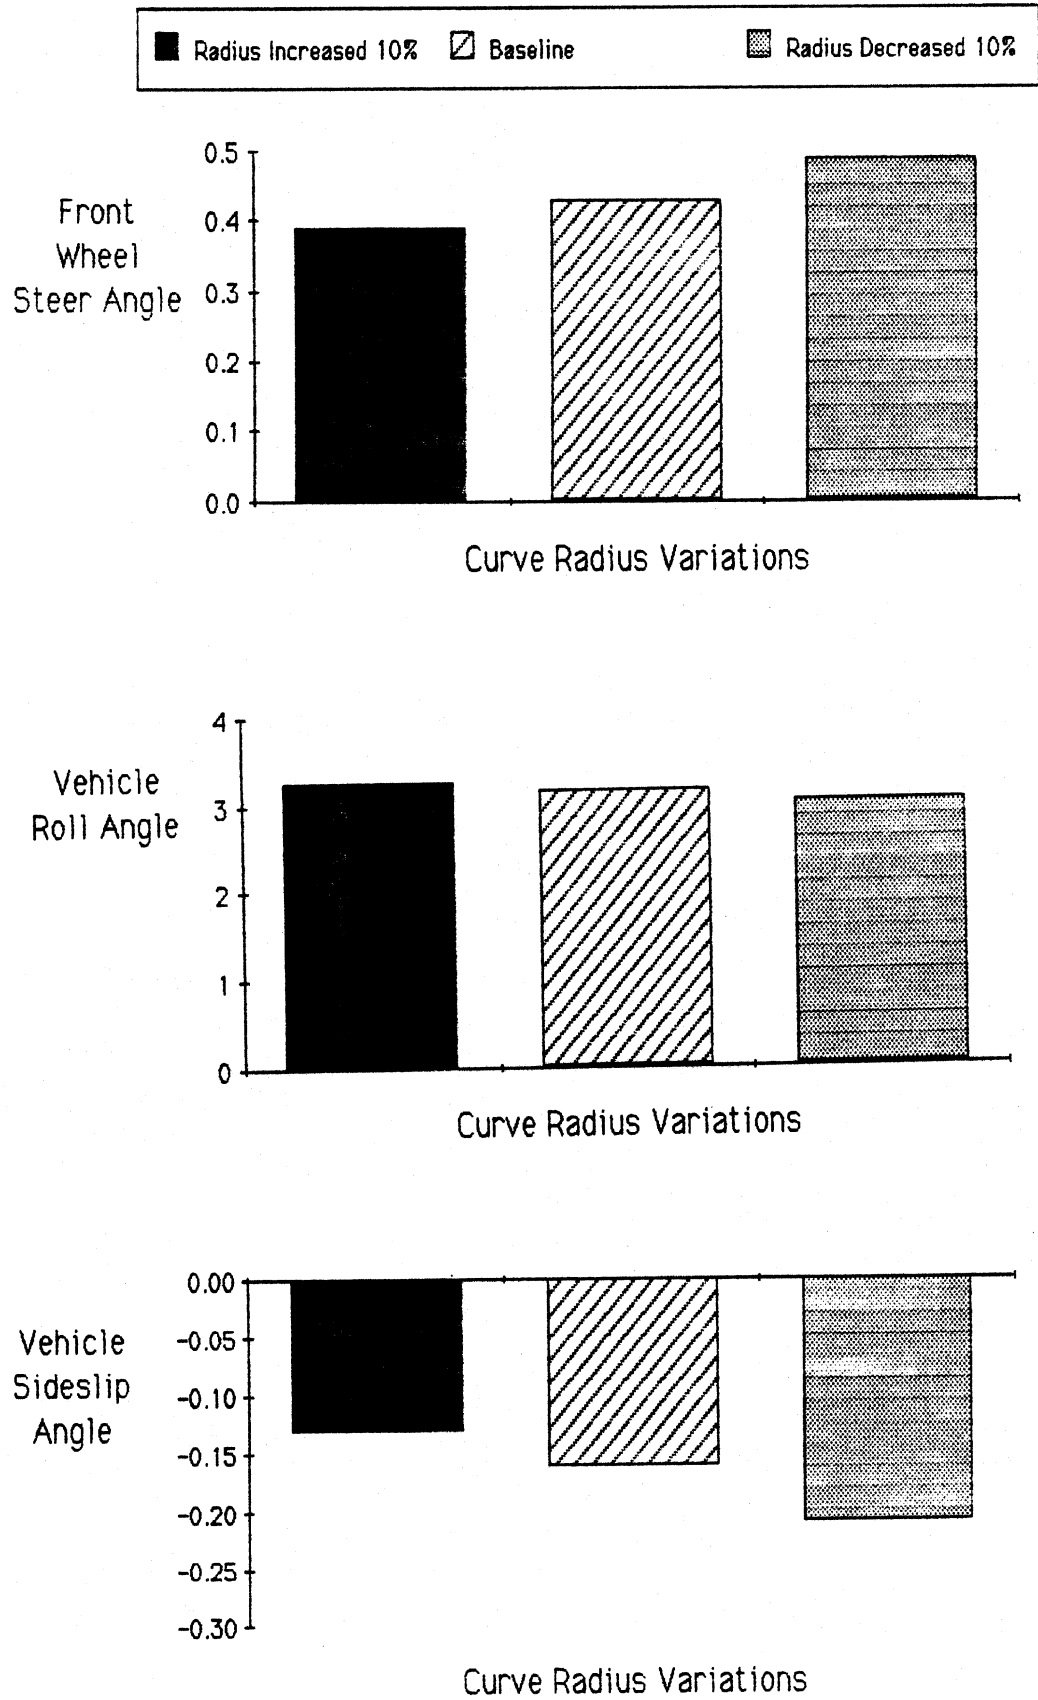 Radius Increased 10% Baseline Radius Decreased 10%
0.5
Front
Wheel
Steer Angle
0.4
0.3
0.2
0.1
0.0
Curve Radius Variations
4
Vehicle
Roll Angle
3
2
1
0
Curve Radius Variations
0.00
Vehicle
Sideslip
Angle
-0.05
-0.10
-0.15
-0.20
-0.25
-0.30
Curve Radius Variations